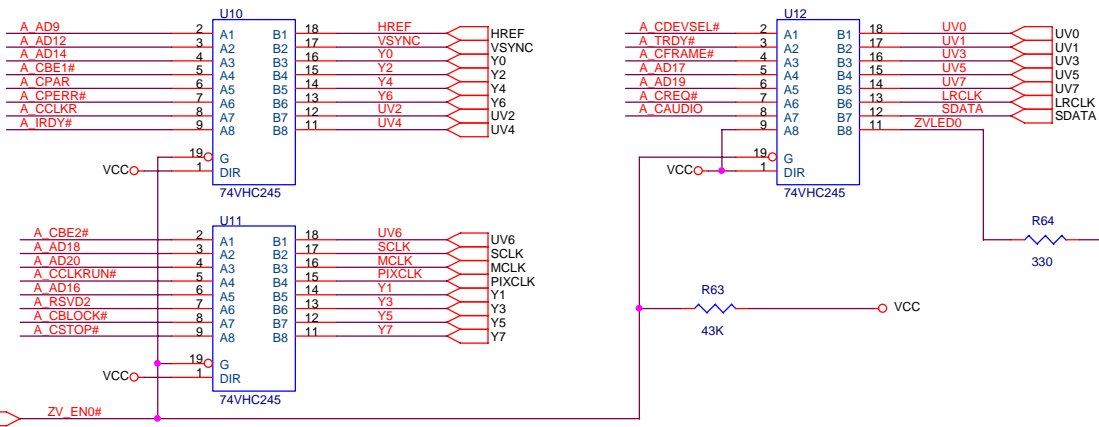 U10
A_AD9 2 A1 B1 18 HREF HREF
A_AD12 3 A2 B2 17 VSYNC VSYNC
A_AD14 4 A3 B3 16 Y0 Y0
A_CBE1# 5 A4 B4 15 Y2 Y2
A_CPAR 6 A5 B5 14 Y4 Y4
A_CPERR# 7 A6 B6 13 Y6 Y6
A_CCLKR 8 A7 B7 12 UV2 UV2
A_IRDY# 9 A8 B8 11 UV4 UV4
19 G
VCC 1 DIR
74VHC245
U12
A_CDEVSEL# 2 A1 B1 18 UV0 UV0
A_TRDY# 3 A2 B2 17 UV1 UV1
A_CFRAME# 4 A3 B3 16 UV3 UV3
A_AD17 5 A4 B4 15 UV5 UV5
A_AD19 6 A5 B5 14 UV7 UV7
A_CREQ# 7 A6 B6 13 LRCLK LRCLK
A_CAUDIO 8 A7 B7 12 SDATA SDATA
9 A8 B8 11 ZVLED0
19 G
VCC 1 DIR
74VHC245
U11
A_CBE2# 2 A1 B1 18 UV6 UV6
A_AD18 3 A2 B2 17 SCLK SCLK
A_AD20 4 A3 B3 16 MCLK MCLK
A_CCLKRUN# 5 A4 B4 15 PIXCLK PIXCLK
A_AD16 6 A5 B5 14 Y1 Y1
A_RSVD2 7 A6 B6 13 Y3 Y3
A_CBLOCK# 8 A7 B7 12 Y5 Y5
A_CSTOP# 9 A8 B8 11 Y7 Y7
19 G
VCC 1 DIR
74VHC245
R64
330
R63
43K
VCC
ZV_EN0#